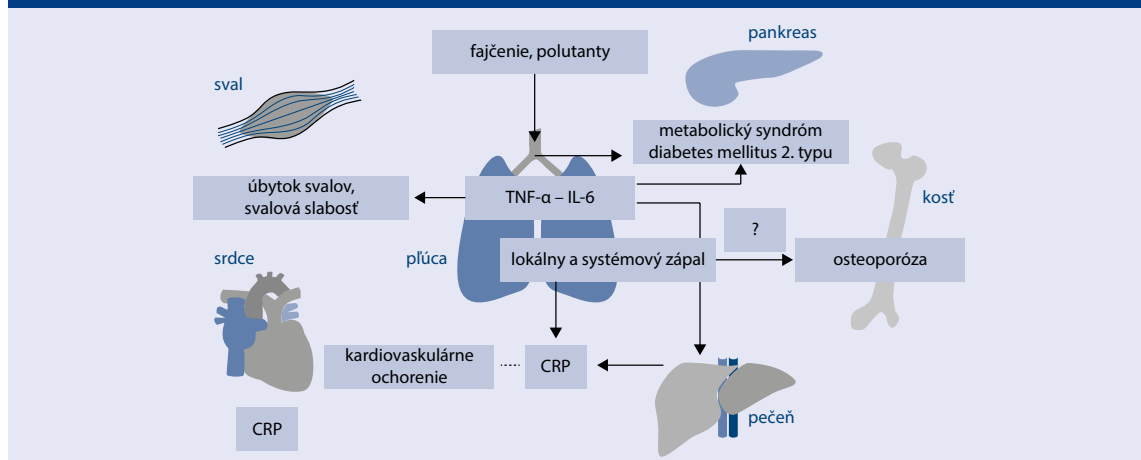 fajčenie, polutanty
pankreas
sval
metabolický syndróm
diabetes mellitus 2. typu
úbytok svalov,
svalová slabosť
TNF-α – IL-6
kosť
?
srdce
pľúca
lokálny a systémový zápal
osteoporóza
kardiovaskulárne
ochorenie
CRP
pečeň
CRP